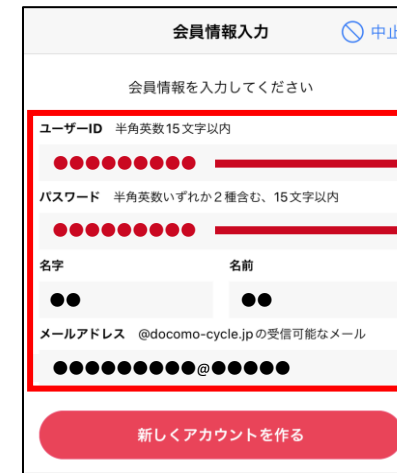 会員情報入力 中止
会員情報を入力してください
ユーザーID 半角英数15文字以内
●●●●●●●●●
パスワード 半角英数いずれか2種含む、15文字以内
●●●●●●●●●
名字 名前
●● ●●
メールアドレス @docomo-cycle.jpの受信可能なメール
●●●●●●●●●@●●●●●
新しくアカウントを作る